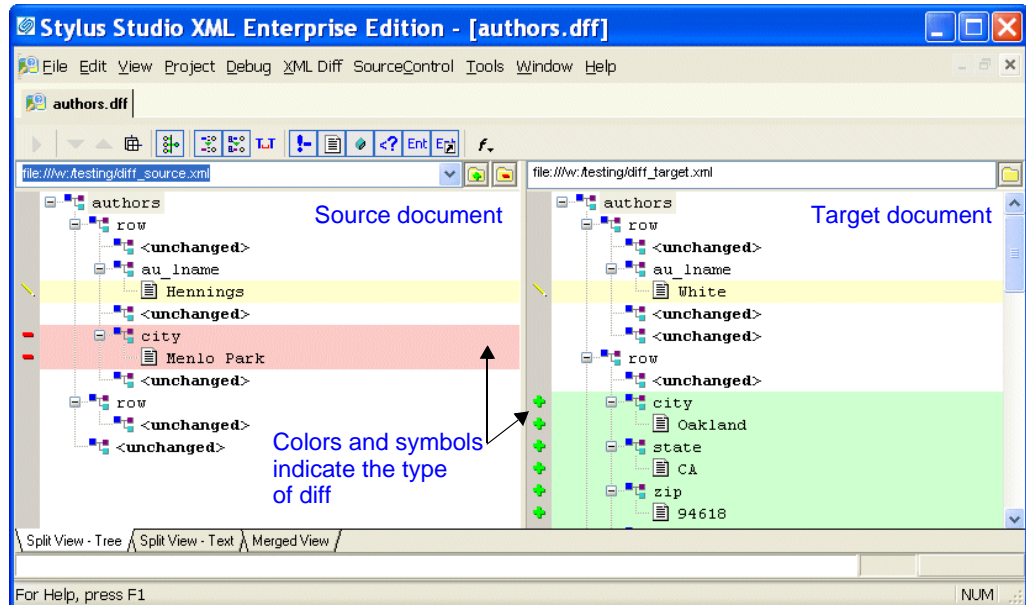 Stylus Studio XML Enterprise Edition - [authors.dff]
File Edit View Project Debug XML Diff SourceControl Tools Window Help
authors.dff
<? Ent
file:///w:/testing/diff_source.xml
file:///w:/testing/diff_target.xml
authors
Source document
row
<unchanged>
au_lname
Hennings
<unchanged>
city
Menlo Park
<unchanged>
row
<unchanged>
<unchanged>
Colors and symbols
indicate the type
of diff
authors
Target document
row
<unchanged>
au_lname
White
<unchanged>
<unchanged>
row
<unchanged>
city
Oakland
state
CA
zip
94618
Split View - Tree Split View - Text Merged View
For Help, press F1
NUM